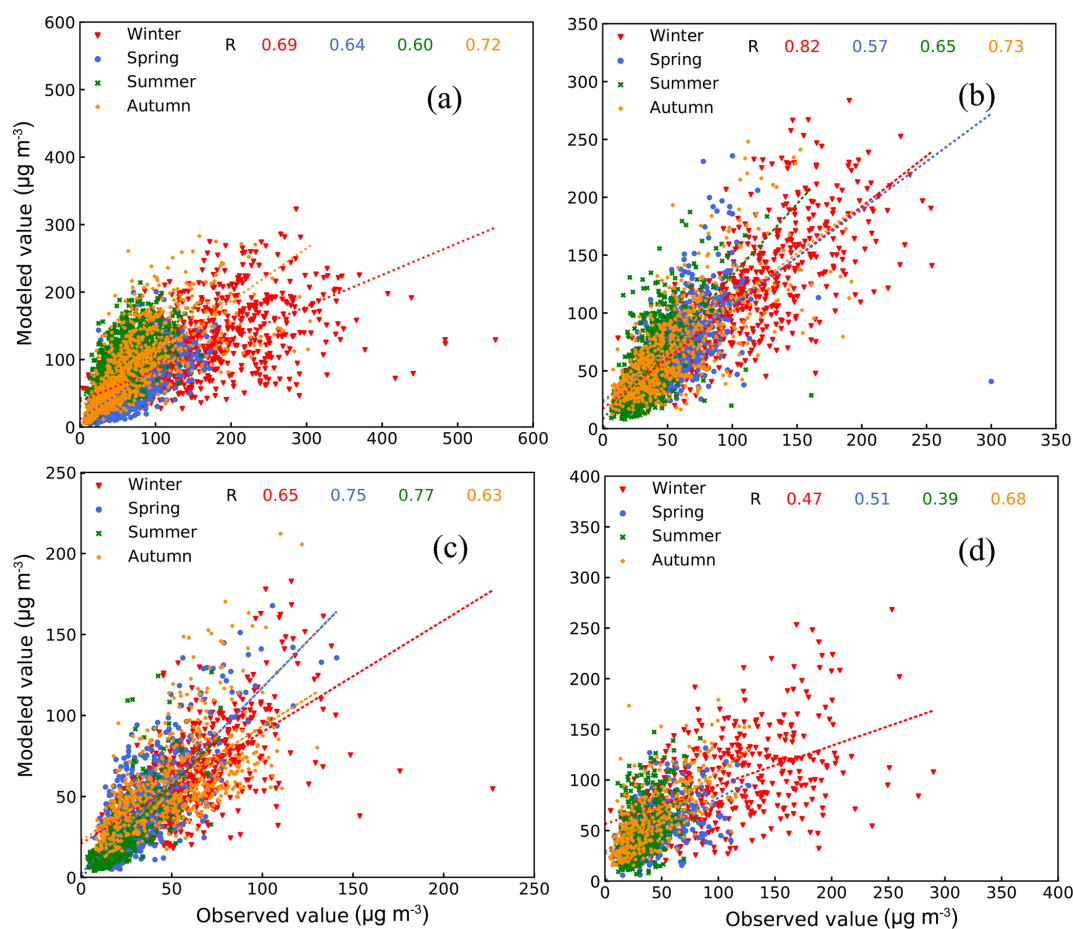 600
500
400
300
200
100
0
Modeled value (μg m⁻³)
Winter
Spring
Summer
Autumn
R 0.69 0.64 0.60 0.72
(a)
0 100 200 300 400 500 600
350
300
250
200
150
100
50
0
Winter
Spring
Summer
Autumn
R 0.82 0.57 0.65 0.73
(b)
0 50 100 150 200 250 300 350
250
200
150
100
50
0
Modeled value (μg m⁻³)
Winter
Spring
Summer
Autumn
R 0.65 0.75 0.77 0.63
(c)
0 50 100 150 200 250
Observed value (μg m⁻³)
400
350
300
250
200
150
100
50
0
Winter
Spring
Summer
Autumn
R 0.47 0.51 0.39 0.68
(d)
0 50 100 150 200 250 300 350 400
Observed value (μg m⁻³)